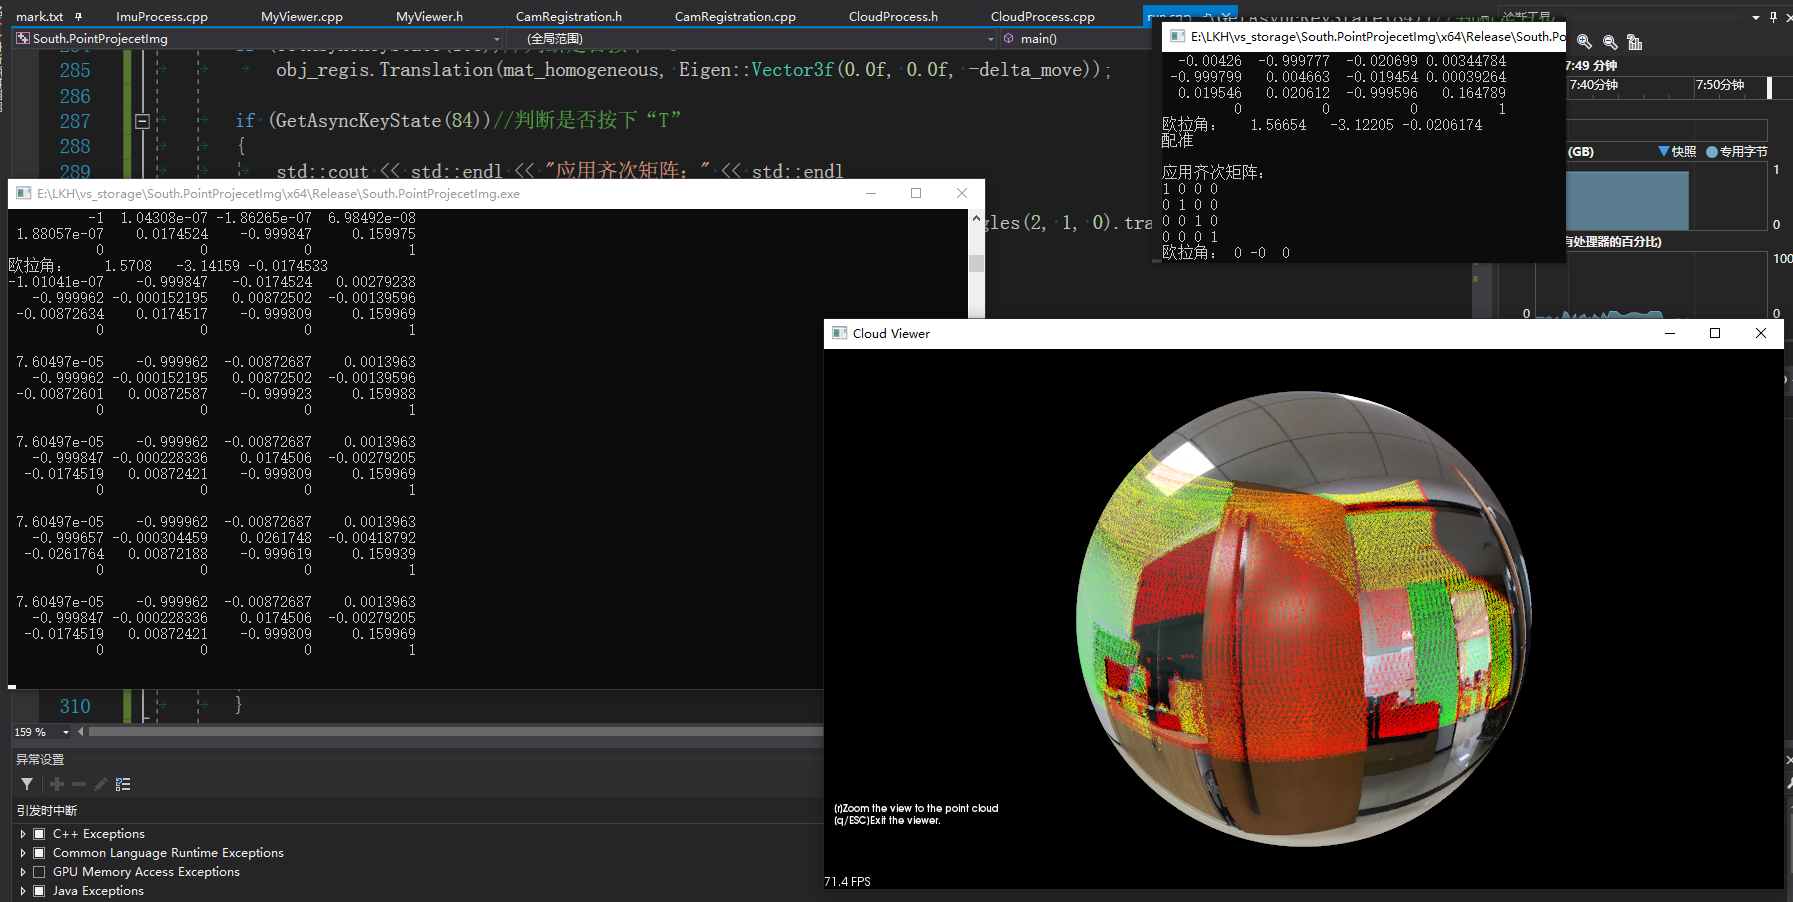 mark.txt ImuProcess.cpp MyViewer.cpp MyViewer.h CamRegistration.h CamRegistration.cpp CloudProcess.h CloudProcess.cpp run.cpp
South.PointProjecetImg (全局范围) main()
285 obj_regis.Translation(mat_homogeneous, Eigen::Vector3f(0.0f, 0.0f, -delta_move));
286
287 if (GetAsyncKeyState(84))//判断是否按下“T”
288 {
289 std::cout << std::endl << "应用齐次矩阵：" << std::endl
gles(2, 1, 0).tra
310 }
159 %
E:\LKH\vs_storage\South.PointProjecetImg\x64\Release\South.PointProjecetImg.exe
-1 1.04308e-07 -1.86265e-07 6.98492e-08
1.88057e-07 0.0174524 -0.999847 0.159975
0 0 0 1
欧拉角： 1.5708 -3.14159 -0.0174533
-1.01041e-07 -0.999847 -0.0174524 0.00279238
-0.999962 -0.000152195 0.00872502 -0.00139596
-0.00872634 0.0174517 -0.999809 0.159969
0 0 0 1
7.60497e-05 -0.999962 -0.00872687 0.0013963
-0.999962 -0.000152195 0.00872502 -0.00139596
-0.00872601 0.00872587 -0.999923 0.159988
0 0 0 1
7.60497e-05 -0.999962 -0.00872687 0.0013963
-0.999847 -0.000228336 0.0174506 -0.00279205
-0.0174519 0.00872421 -0.999809 0.159969
0 0 0 1
7.60497e-05 -0.999962 -0.00872687 0.0013963
-0.999657 -0.000304459 0.0261748 -0.00418792
-0.0261764 0.00872188 -0.999619 0.159939
0 0 0 1
7.60497e-05 -0.999962 -0.00872687 0.0013963
-0.999847 -0.000228336 0.0174506 -0.00279205
-0.0174519 0.00872421 -0.999809 0.159969
0 0 0 1
E:\LKH\vs_storage\South.PointProjecetImg\x64\Release\South.Po
-0.00426 -0.999777 -0.020699 0.00344784
-0.999799 0.004663 -0.019454 0.00039264
0.019546 0.020612 -0.999596 0.164789
0 0 0 1
欧拉角： 1.56654 -3.12205 -0.0206174
配准
应用齐次矩阵：
1 0 0 0
0 1 0 0
0 0 1 0
0 0 0 1
欧拉角： 0 -0 0
7:49 分钟
7:40分钟 7:50分钟
(GB) 快照 专用字节
1
0
有处理器的百分比)
100
0 0
Cloud Viewer
(r)Zoom the view to the point cloud
(q/ESC)Exit the viewer.
71.4 FPS
异常设置
引发时中断
C++ Exceptions
Common Language Runtime Exceptions
GPU Memory Access Exceptions
Java Exceptions